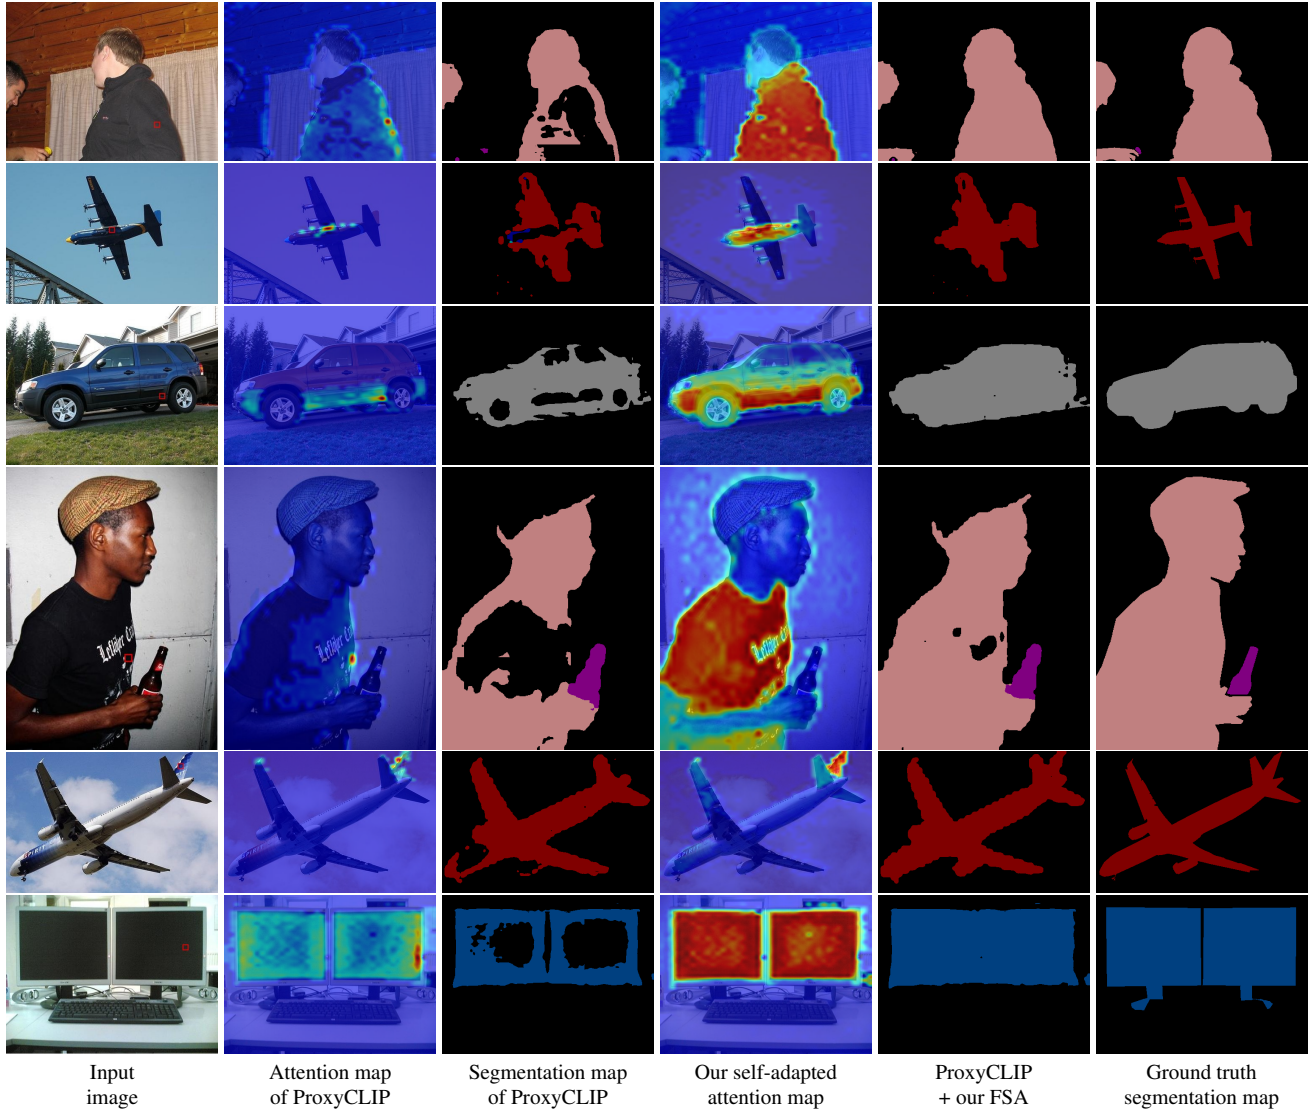 Input
image
Attention map
of ProxyCLIP
Segmentation map
of ProxyCLIP
Our self-adapted
attention map
ProxyCLIP
+ our FSA
Ground truth
segmentation map